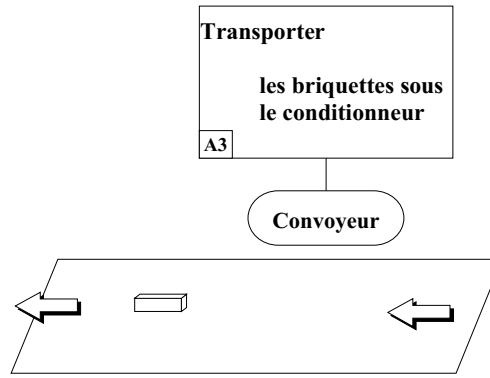 Transporter
les briquettes sous
le conditionneur
A3
Convoyeur